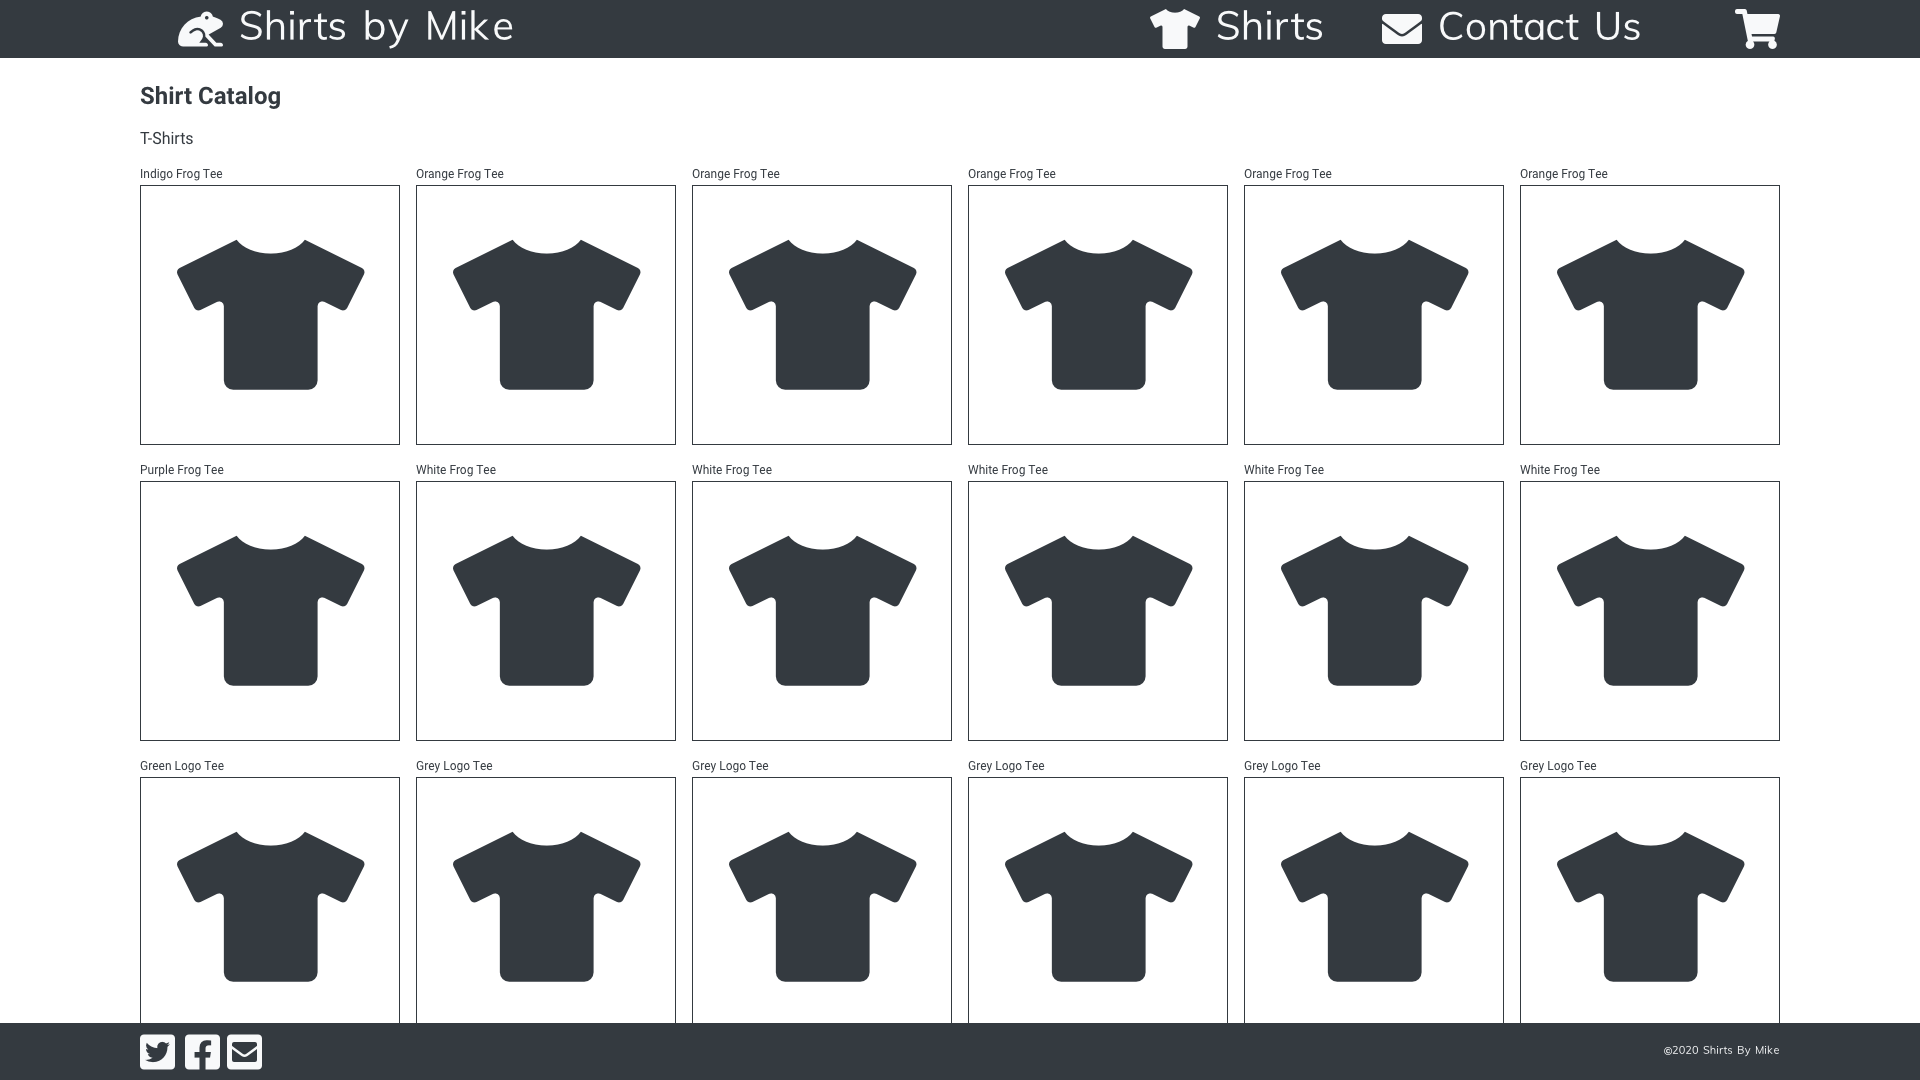 Shirts by Mike Shirts Contact Us
Shirt Catalog
T-Shirts
Indigo Frog Tee Orange Frog Tee Orange Frog Tee Orange Frog Tee Orange Frog Tee Orange Frog Tee
Purple Frog Tee White Frog Tee White Frog Tee White Frog Tee White Frog Tee White Frog Tee
Green Logo Tee Grey Logo Tee Grey Logo Tee Grey Logo Tee Grey Logo Tee Grey Logo Tee
©2020 Shirts By Mike